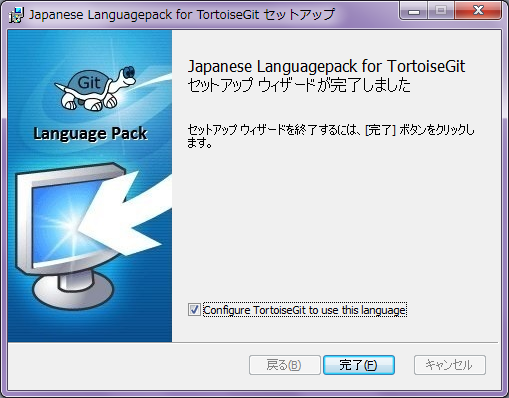 Japanese Languagepack for TortoiseGit セットアップ
Git
Language Pack
Japanese Languagepack for TortoiseGit
セットアップ ウィザードが完了しました
セットアップ ウィザードを終了するには、[完了] ボタンをクリックし
ます。
Configure TortoiseGit to use this language
戻る(B)
完了(F)
キャンセル